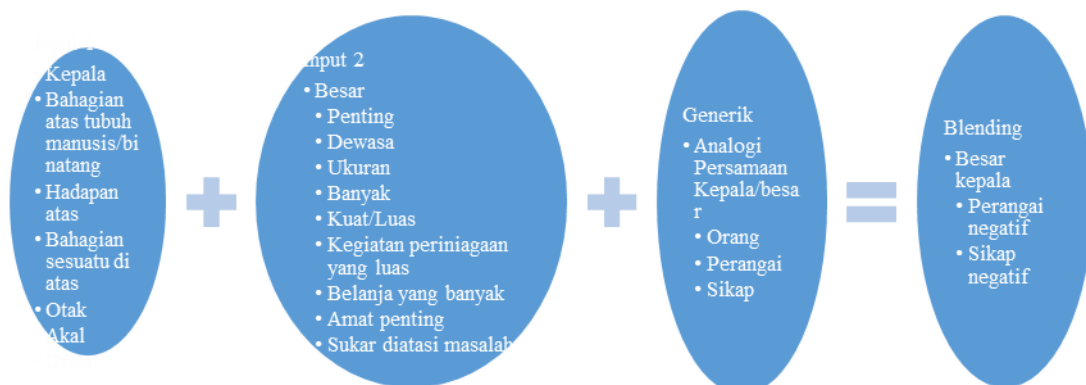 Kepala
• Bahagian
atas tubuh
manusis/bi
natang
• Hadapan
atas
• Bahagian
sesuatu di
atas
• Otak
Akal
nput 2
• Besar
• Penting
• Dewasa
• Ukuran
• Banyak
• Kuat/Luas
• Kegiatan periniagaan
yang luas
• Belanja yang banyak
• Amat penting
• Sukar diatasi masalah
Generik
• Analogi
Persamaan
Kepala/besa
r
• Orang
• Perangai
• Sikap
Blending
• Besar
kepala
• Perangai
negatif
• Sikap
negatif